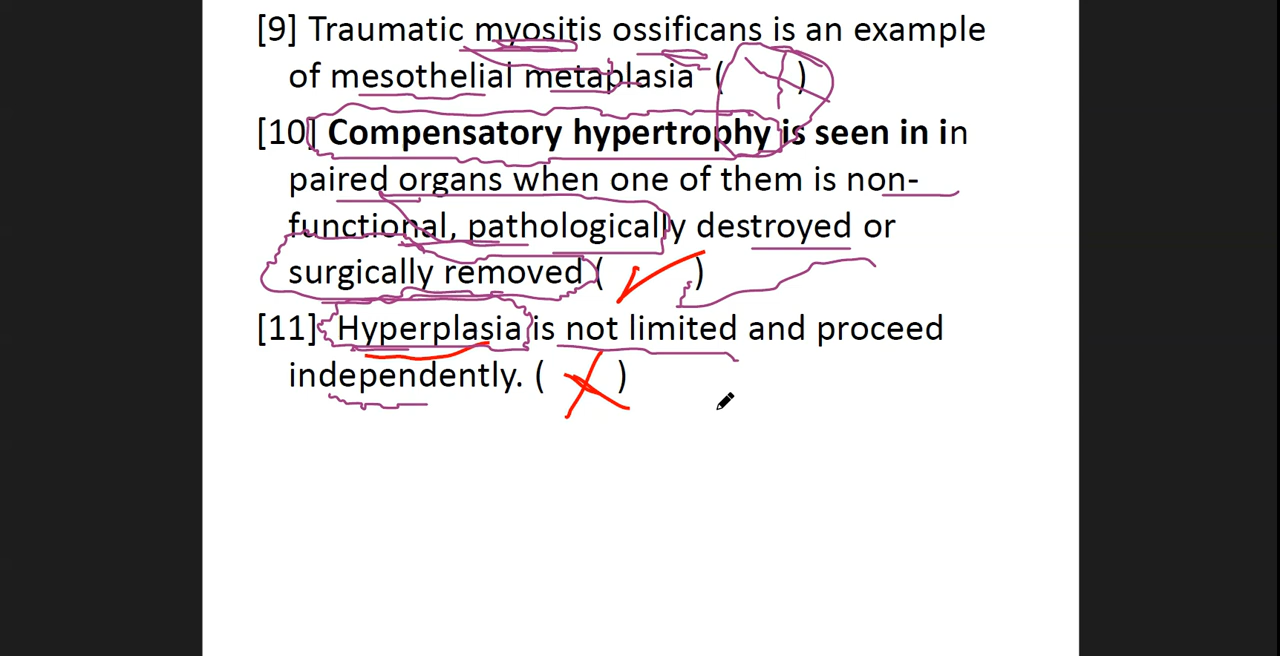 [9] Traumatic myositis ossificans is an example
of mesothelial metaplasia ( )
[10] Compensatory hypertrophy is seen in in
paired organs when one of them is non-
functional, pathologically destroyed or
surgically removed ( )
[11] Hyperplasia is not limited and proceed
independently. ( )